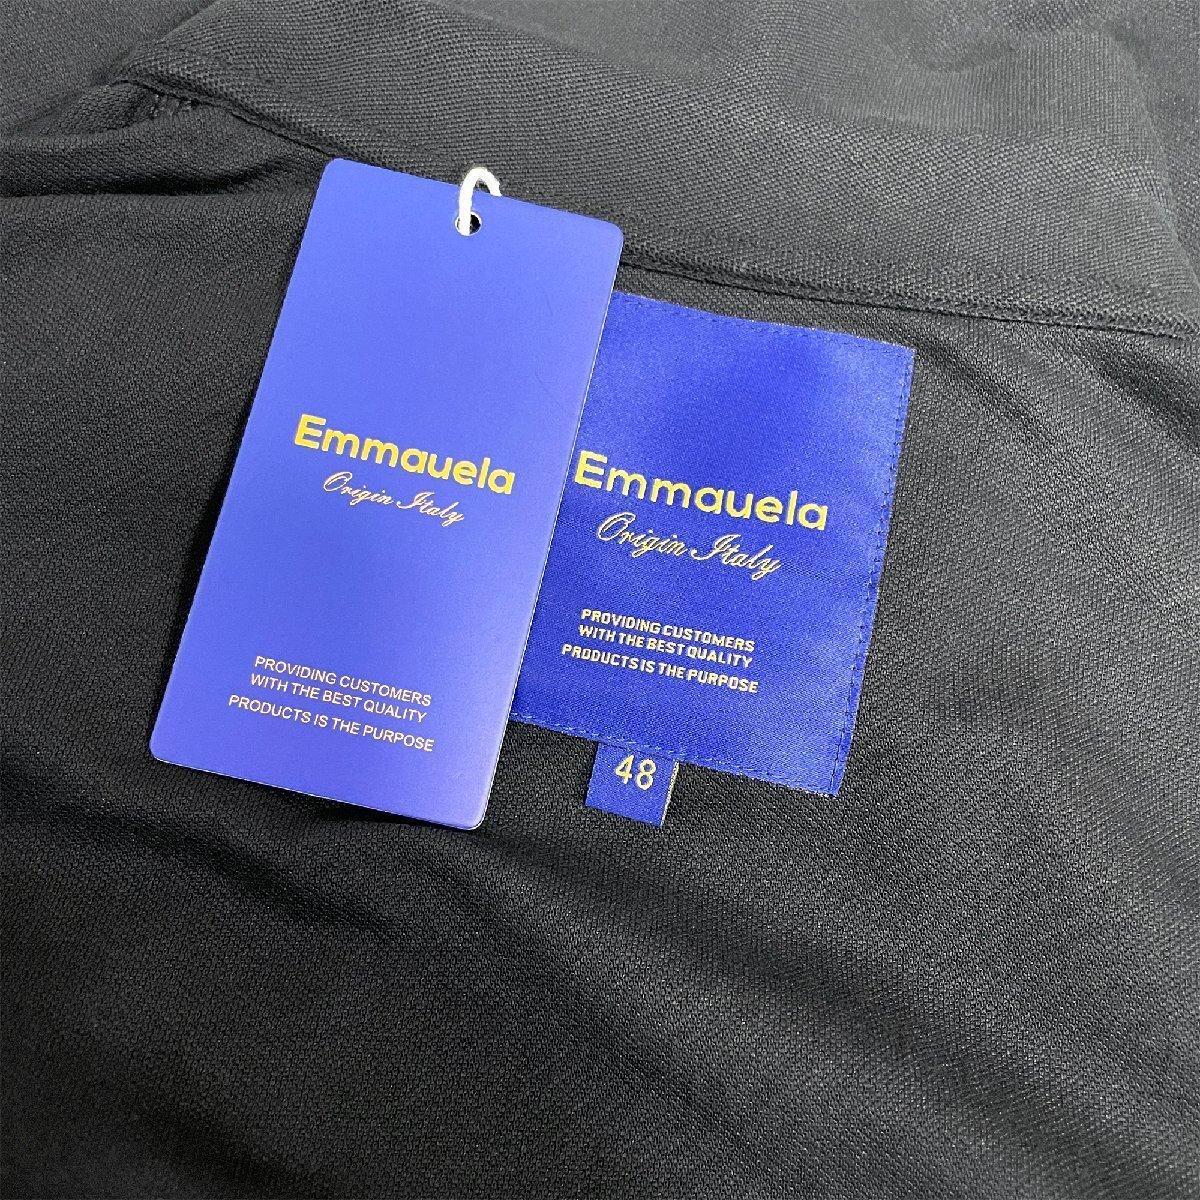 Emmauela
Origin Italy
PROVIDING CUSTOMERS
WITH THE BEST QUALITY
PRODUCTS IS THE PURPOSE
Emmauela
Origin Italy
PROVIDING CUSTOMERS
WITH THE BEST QUALITY
PRODUCTS IS THE PURPOSE
48